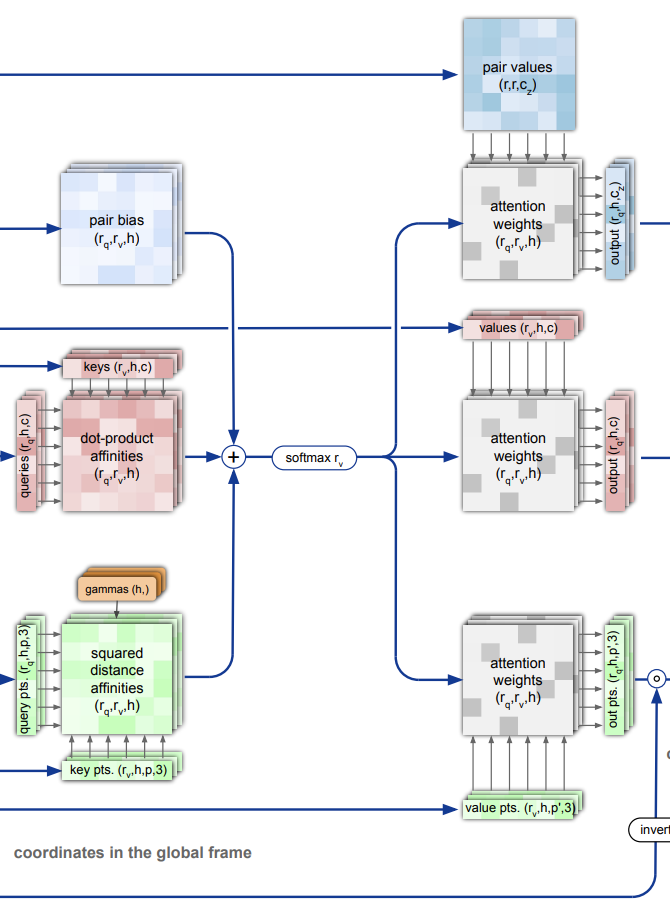 pair values
(r,r,c_z)
pair bias
(r_q,r_v,h)
attention
weights
(r_q,r_v,h)
output (r_q,h,c_z)
values (r_v,h,c)
keys (r_v,h,c)
queries (r_q,h,c)
dot-product
affinities
(r_q,r_v,h)
+
softmax r_v
attention
weights
(r_q,r_v,h)
output (r_q,h,c)
gammas (h,)
query pts. (r_q,h,p,3)
squared
distance
affinities
(r_q,r_v,h)
attention
weights
(r_q,r_v,h)
out pts. (r_q,h,p',3)
key pts. (r_v,h,p,3)
value pts. (r_v,h,p',3)
coordinates in the global frame